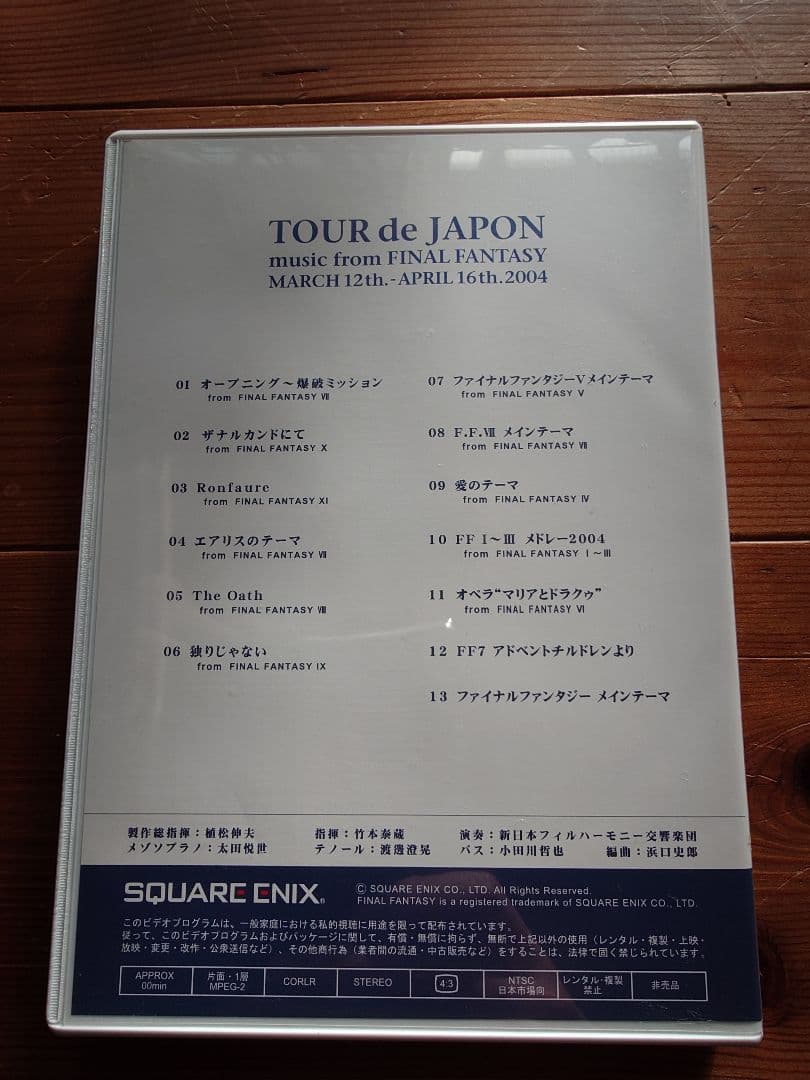 TOUR de JAPON
music from FINAL FANTASY
MARCH 12th.-APRIL 16th.2004
01 オープニング～爆破ミッション
from FINAL FANTASY Ⅶ
02 ザナルカンドにて
from FINAL FANTASY X
03 Ronfaure
from FINAL FANTASY XI
04 エアリスのテーマ
from FINAL FANTASY Ⅶ
05 The Oath
from FINAL FANTASY Ⅷ
06 独りじゃない
from FINAL FANTASY IX
07 ファイナルファンタジーVメインテーマ
from FINAL FANTASY V
08 F.F.Ⅶ メインテーマ
from FINAL FANTASY Ⅶ
09 愛のテーマ
from FINAL FANTASY Ⅳ
10 FF Ⅰ～Ⅲ メドレー2004
from FINAL FANTASY Ⅰ～Ⅲ
11 オペラ“マリアとドラクゥ”
from FINAL FANTASY Ⅵ
12 FF7 アドベントチルドレンより
13 ファイナルファンタジー メインテーマ
製作総指揮：植松伸夫 指揮：竹本泰蔵 演奏：新日本フィルハーモニー交響楽団
メゾソプラノ：太田悦世 テノール：渡邊澄晃 バス：小田川哲也 編曲：浜口史郎
SQUARE ENIX®
© SQUARE ENIX CO., LTD. All Rights Reserved.
FINAL FANTASY is a registered trademark of SQUARE ENIX CO., LTD.
このビデオプログラムは、一般家庭における私的視聴に用途を限って配布されています。
従って、このビデオプログラムおよびパッケージに関して、有償・無償に拘らず、無断で上記以外の使用（レンタル・複製・上映・
放映・変更・改作・公衆送信など）、その他商行為（業者間の流通・中古販売など）をすることは、法律で固く禁じられています。
APPROX 00min
片面・1層 MPEG-2
CORLR
STEREO
4:3
NTSC 日本市場向
レンタル・複製 禁止
非売品